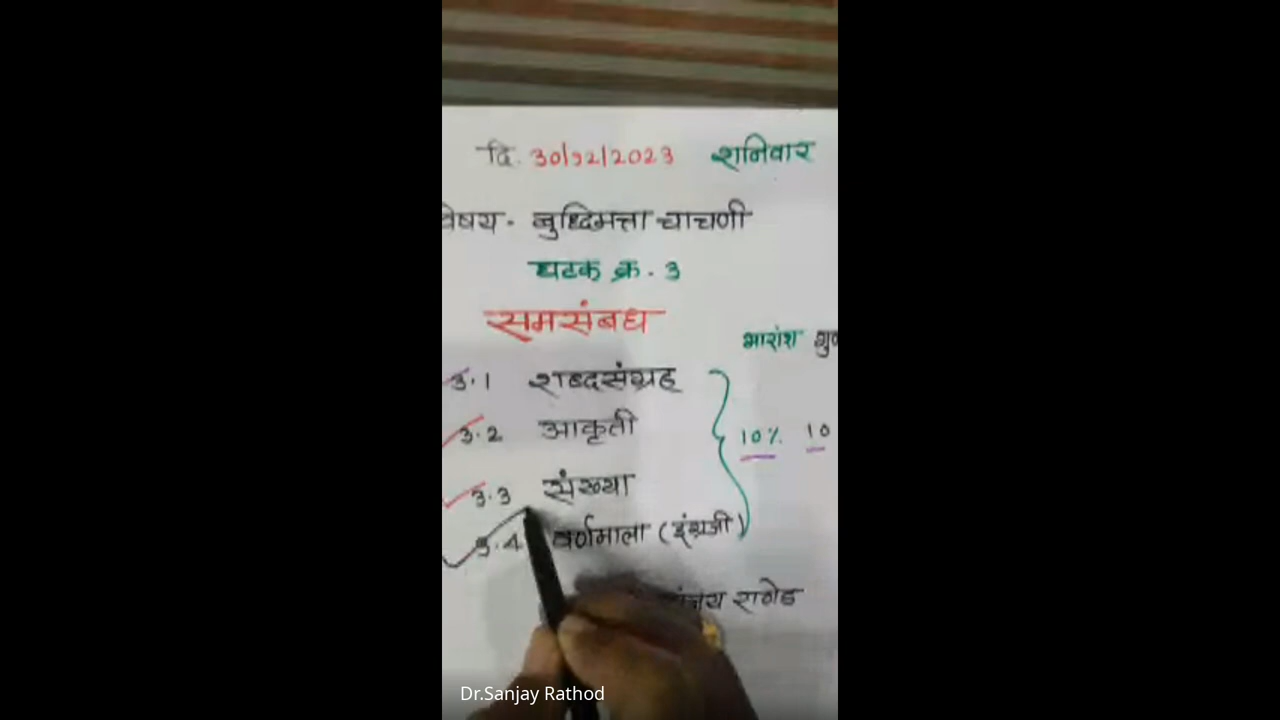 दि. 30/12/2023 शनिवार
विषय - बुध्दिमत्ता चाचणी
घटक क्र. 3
समसंबध
भारांश
3.1 शब्दसंग्रह
3.2 आकृती
10% 10
3.3 संख्या
3.4 वर्णमाला (इंग्रजी)
राठोड
Dr.Sanjay Rathod